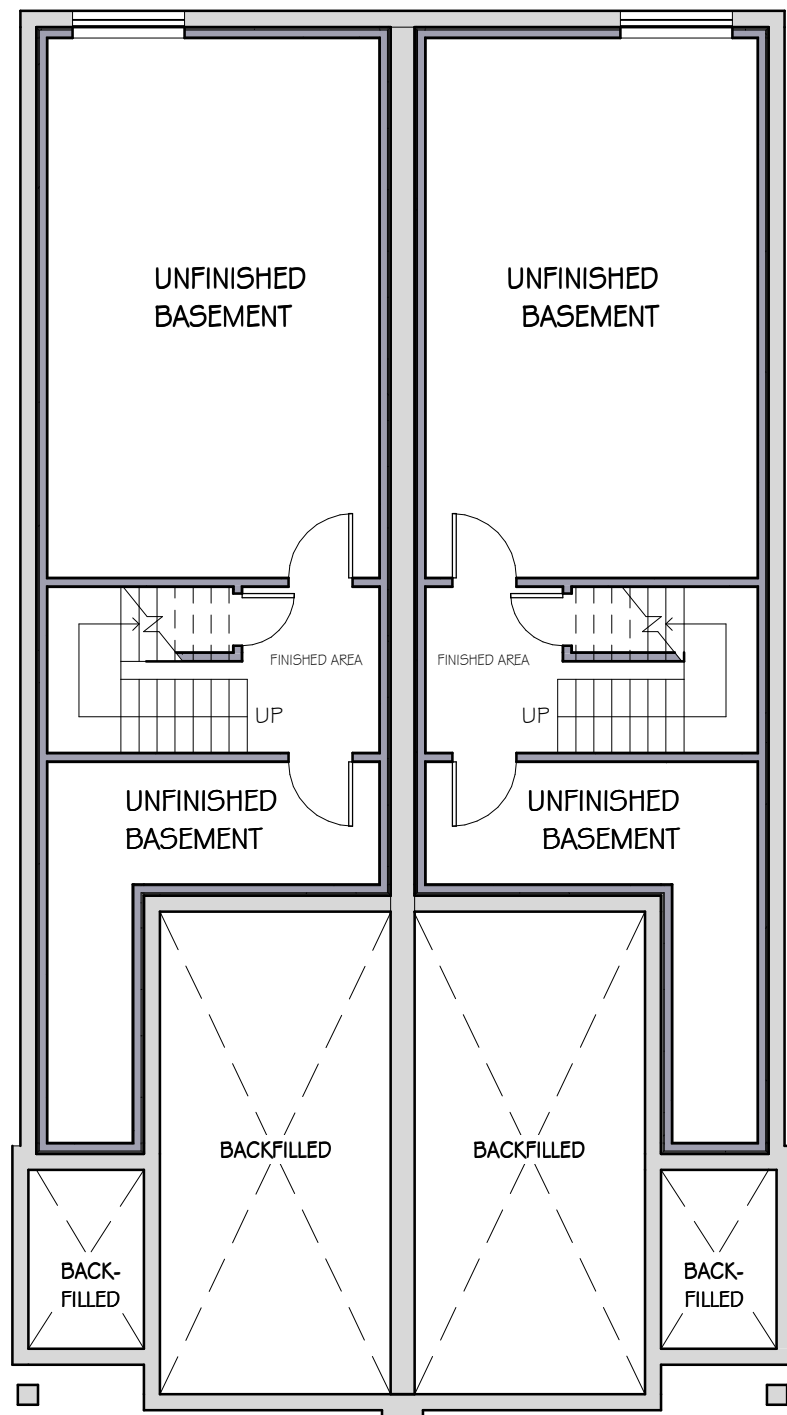 UNFINISHED
BASEMENT
UNFINISHED
BASEMENT
FINISHED AREA
FINISHED AREA
UP
UP
UNFINISHED
BASEMENT
UNFINISHED
BASEMENT
BACKFILLED
BACKFILLED
BACK-
FILLED
BACK-
FILLED